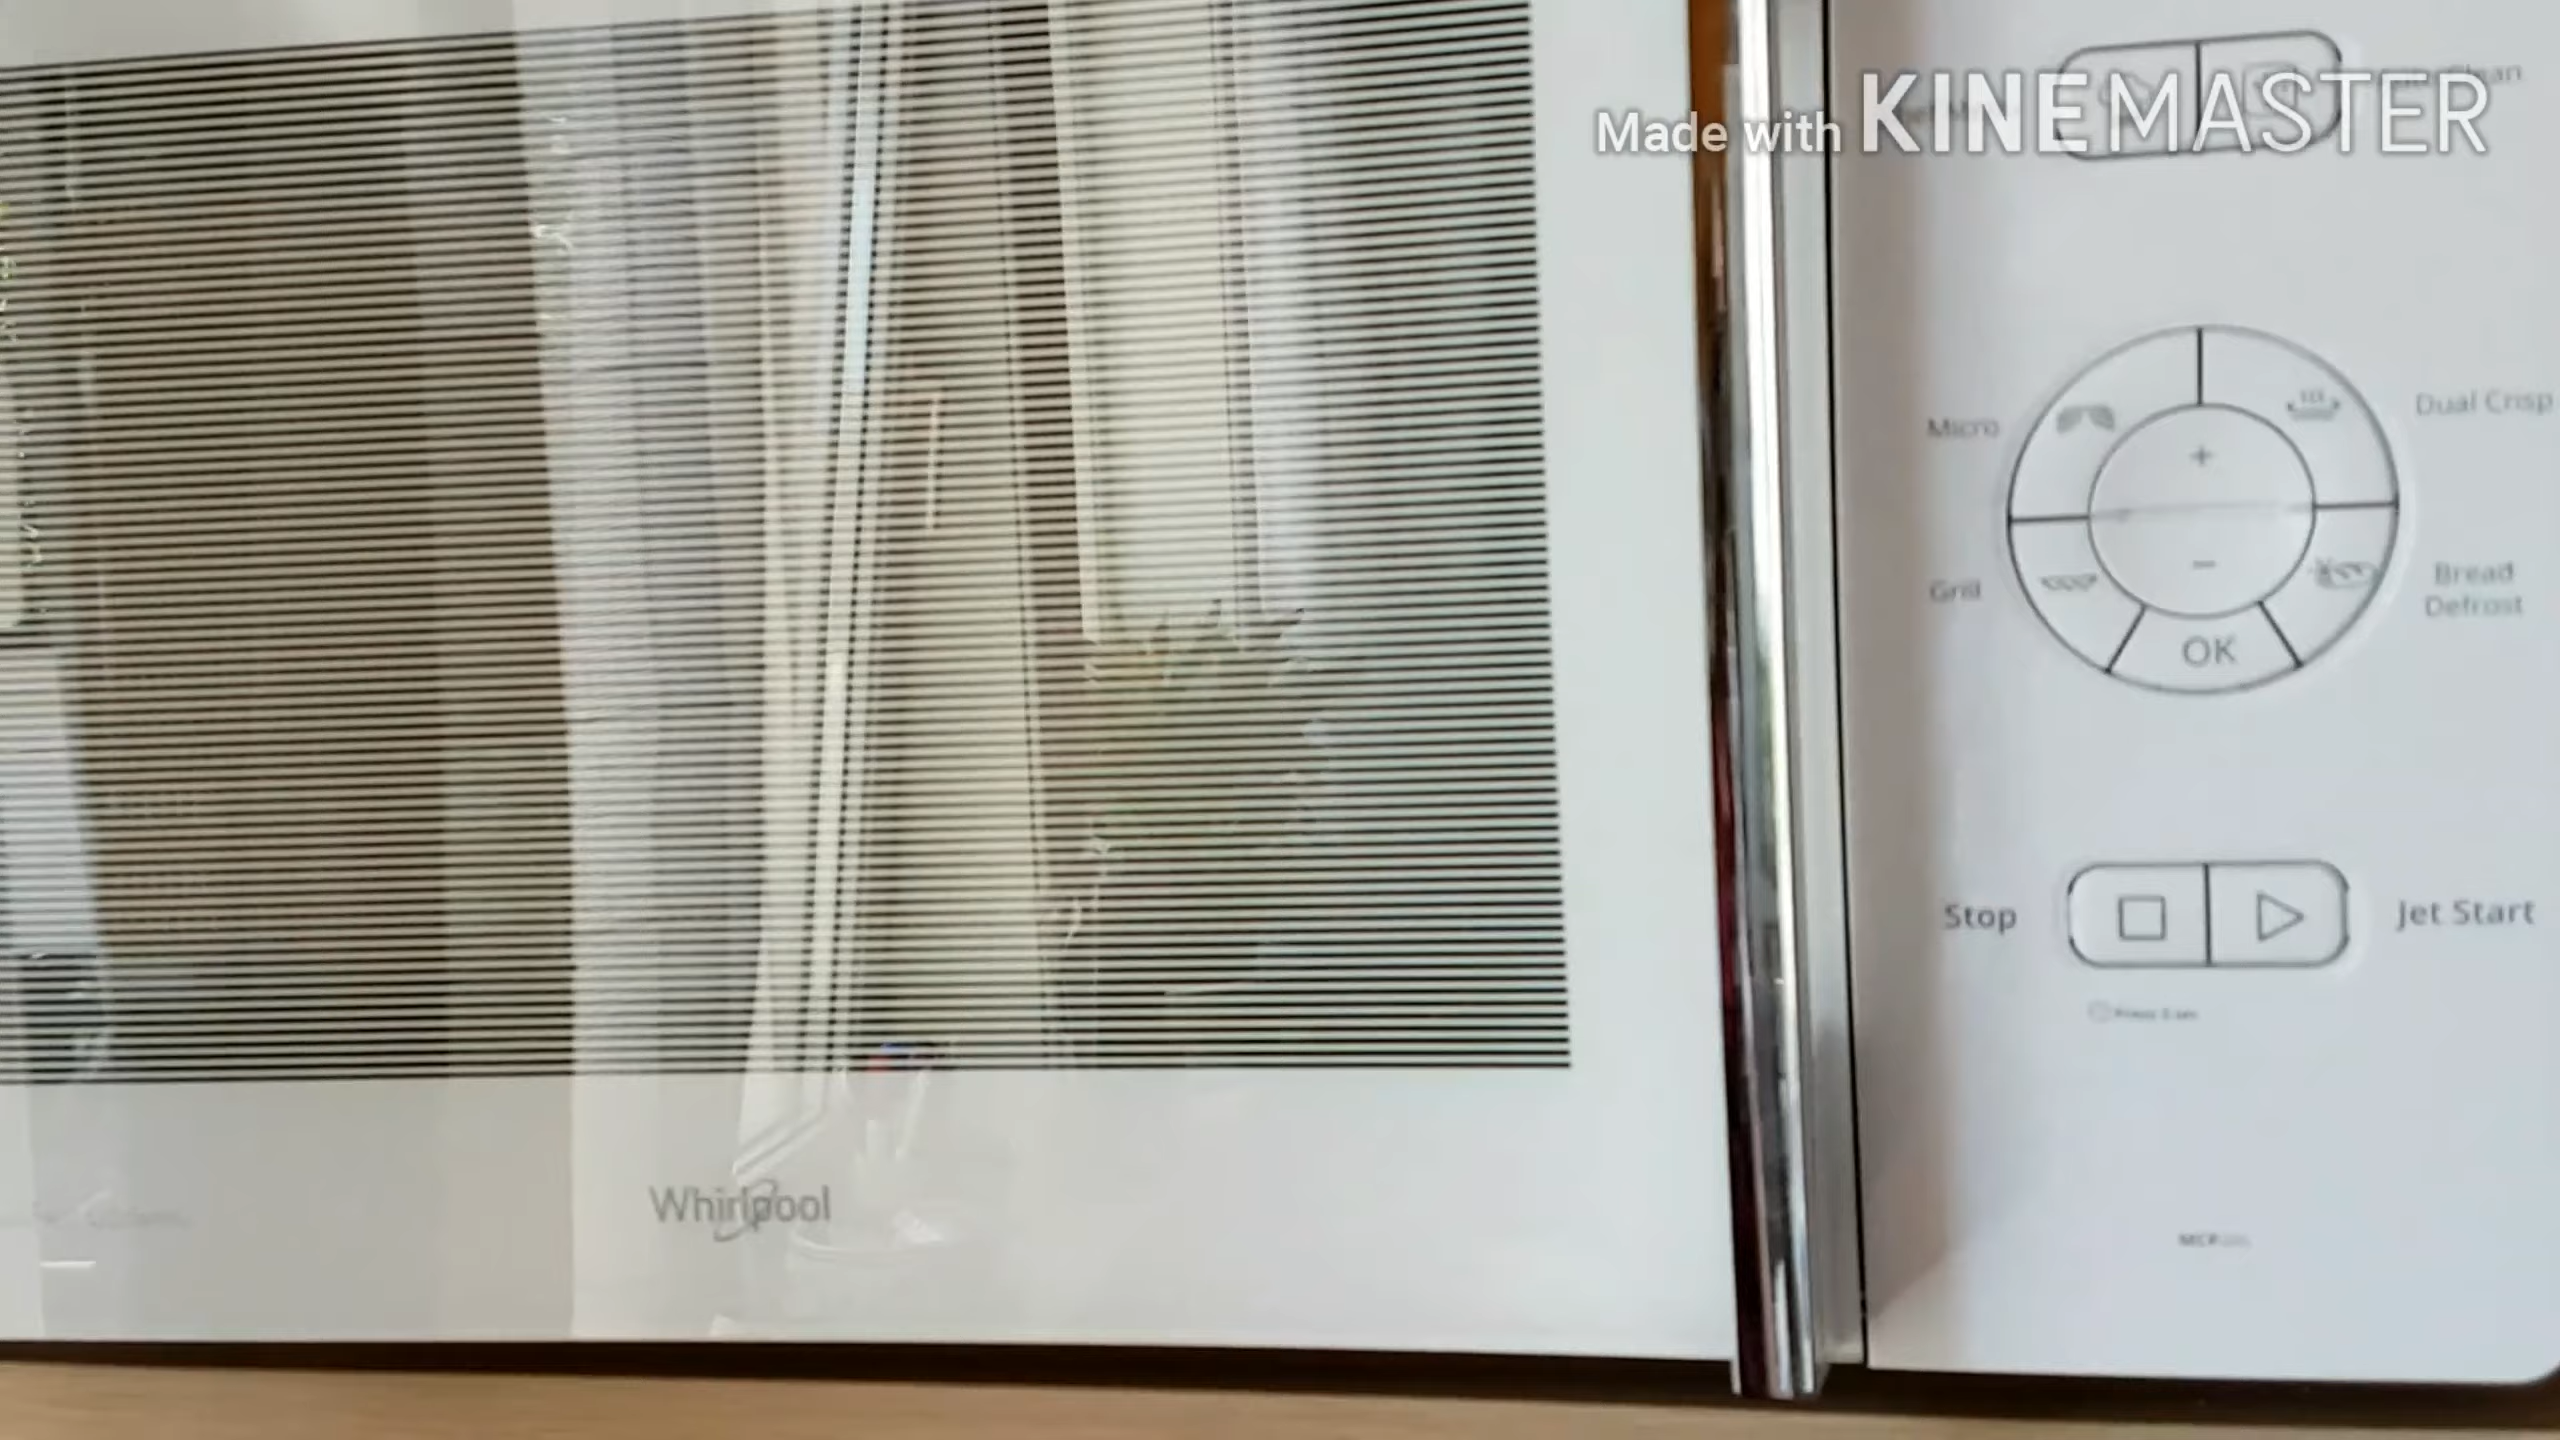 Made with KINEMASTER
Micro
Dual Crisp
+
Grill
−
Bread
Defrost
OK
Stop
Jet Start
Whirlpool